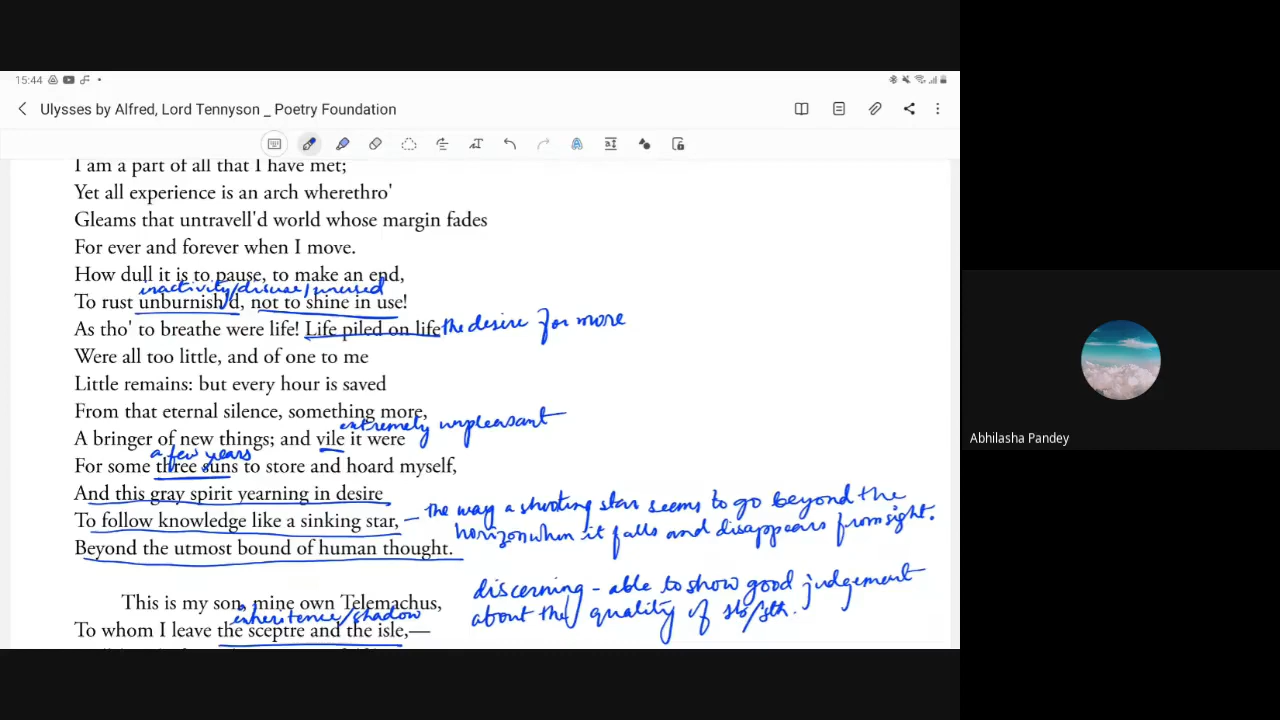 15:44
Ulysses by Alfred, Lord Tennyson _ Poetry Foundation
I am a part of all that I have met;
Yet all experience is an arch wherethro'
Gleams that untravell'd world whose margin fades
For ever and forever when I move.
How dull it is to pause, to make an end,
inactivity/disuse/unused
To rust unburnish'd, not to shine in use!
As tho' to breathe were life! Life piled on life the desire for more
Were all too little, and of one to me
Little remains: but every hour is saved
From that eternal silence, something more,
extremely unpleasant
A bringer of new things; and vile it were
a few years
For some three suns to store and hoard myself,
And this gray spirit yearning in desire
To follow knowledge like a sinking star, – the way a shooting star seems to go beyond the
horizon when it falls and disappears from sight.
Beyond the utmost bound of human thought.
discerning - able to show good judgement
about the quality of sb/sth.
This is my son, mine own Telemachus,
inheritence/shadow
To whom I leave the sceptre and the isle,—
Abhilasha Pandey